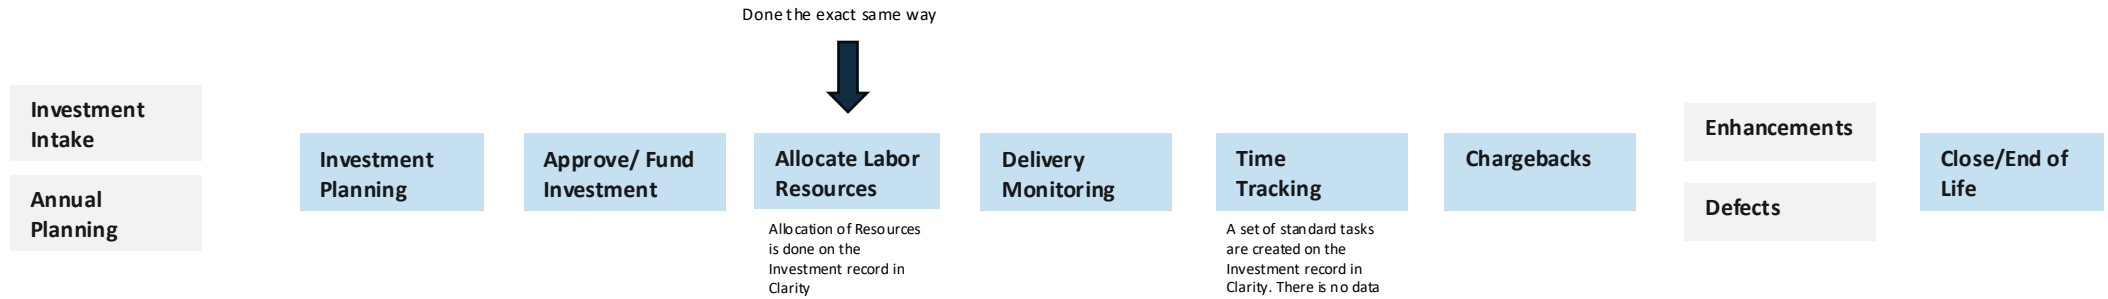 Done the exact same way
Investment
Intake
Annual
Planning
Investment
Planning
Approve/ Fund
Investment
Allocate Labor
Resources
Allocation of Resources
is done on the
Investment record in
Clarity
Delivery
Monitoring
Time
Tracking
A set of standard tasks
are created on the
Investment record in
Clarity. There is no data
Chargebacks
Enhancements
Defects
Close/End of
Life